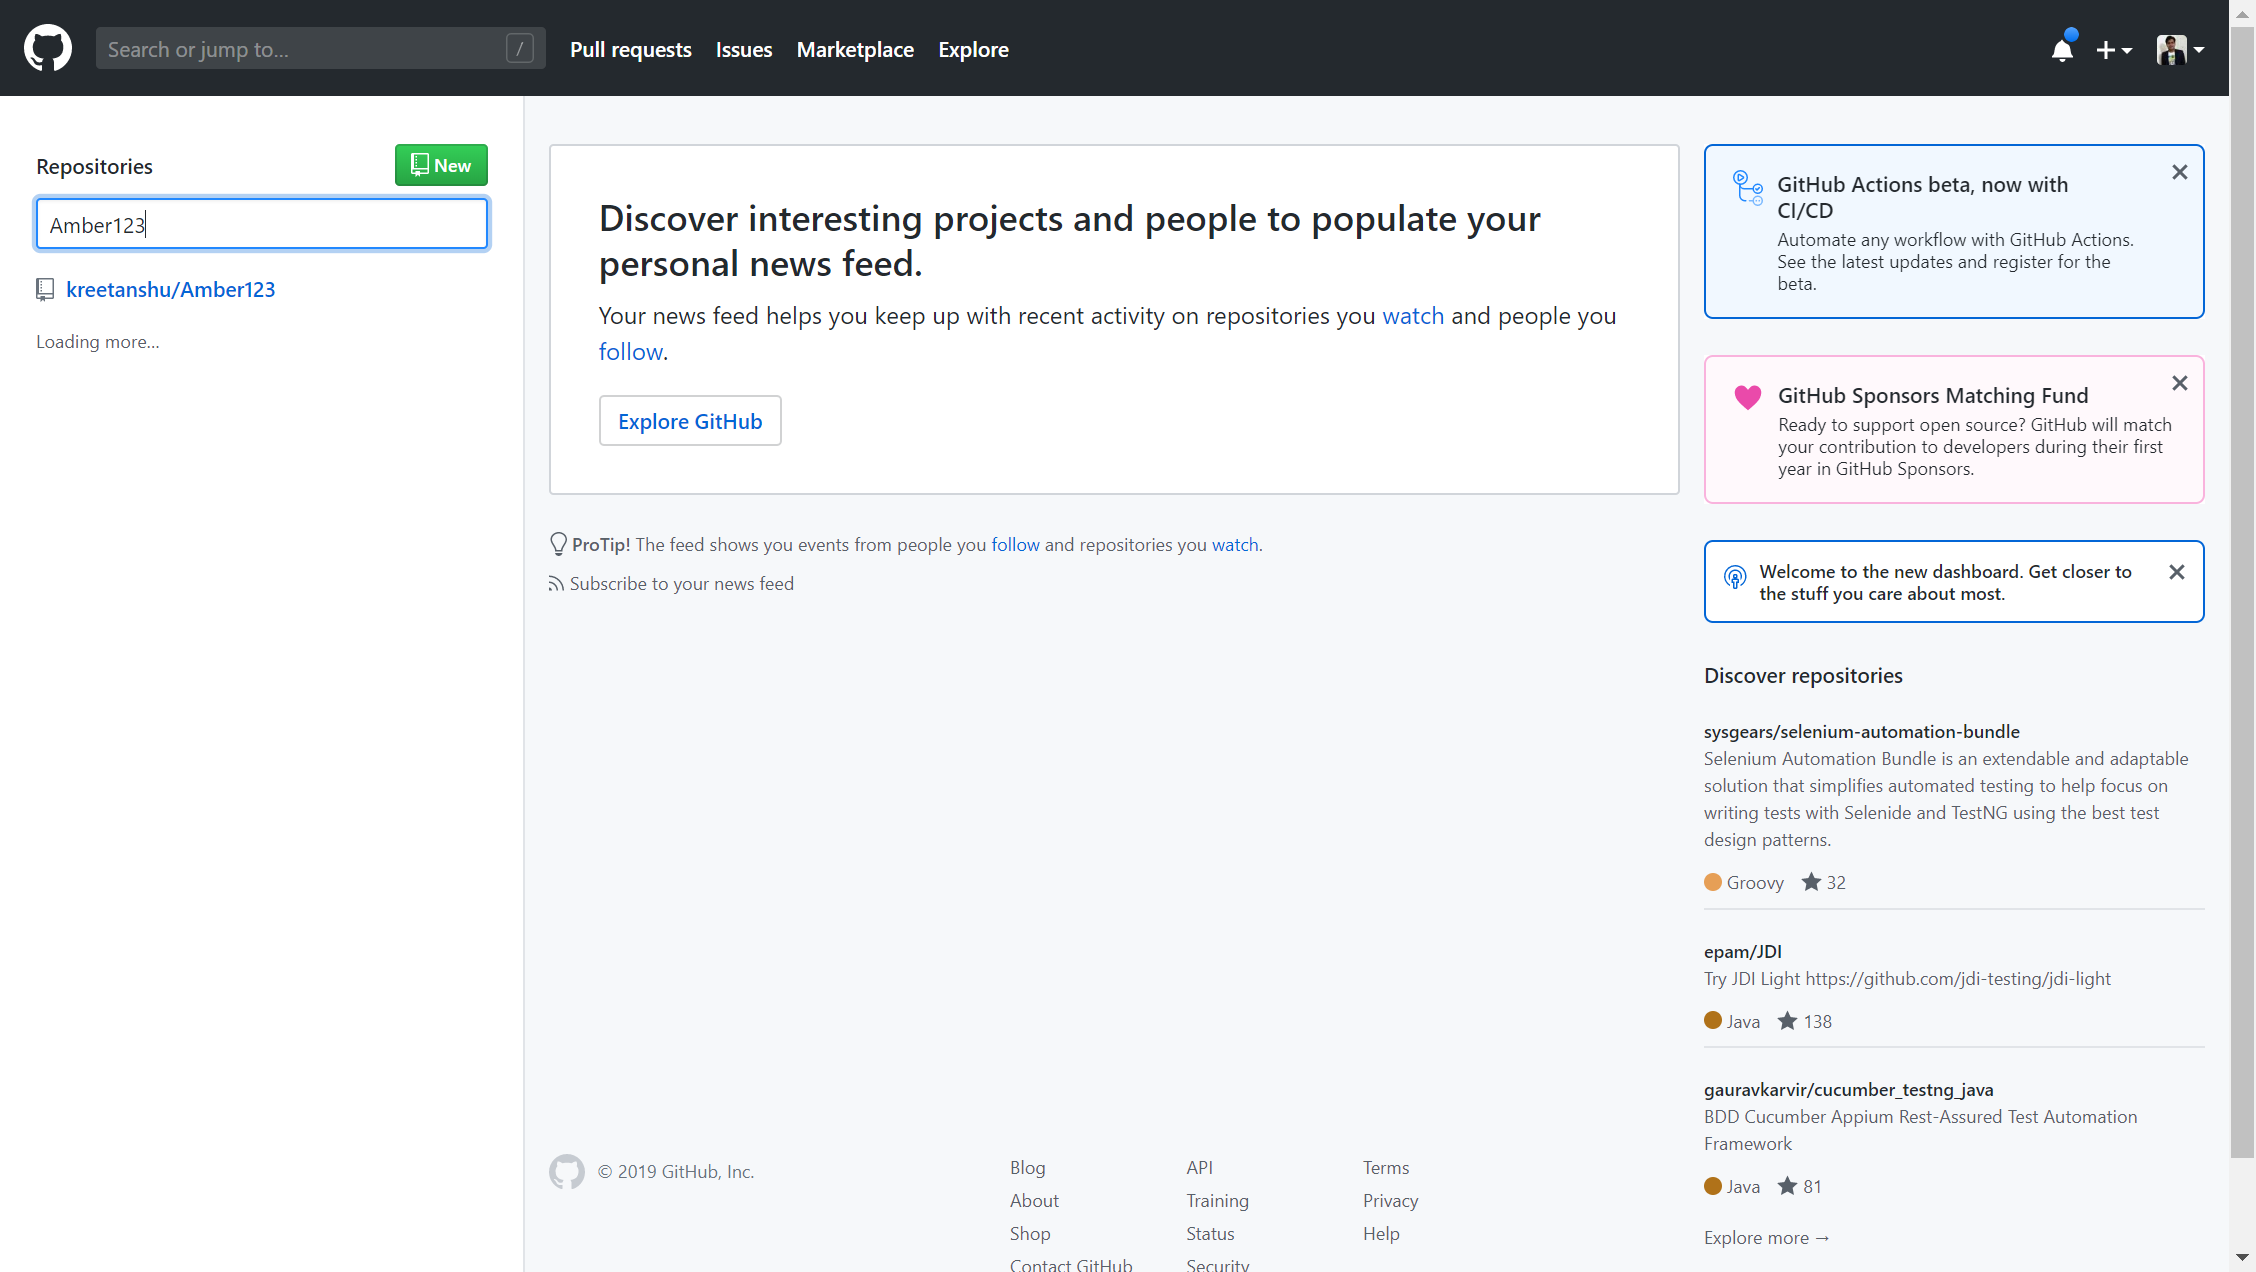 Search or jump to...
/
Pull requests
Issues
Marketplace
Explore
Repositories
New
Amber123
kreetanshu/Amber123
Loading more...
Discover interesting projects and people to populate your
personal news feed.
Your news feed helps you keep up with recent activity on repositories you watch and people you
follow.
Explore GitHub
ProTip! The feed shows you events from people you follow and repositories you watch.
Subscribe to your news feed
GitHub Actions beta, now with
CI/CD
Automate any workflow with GitHub Actions.
See the latest updates and register for the
beta.
GitHub Sponsors Matching Fund
Ready to support open source? GitHub will match
your contribution to developers during their first
year in GitHub Sponsors.
Welcome to the new dashboard. Get closer to
the stuff you care about most.
Discover repositories
sysgears/selenium-automation-bundle
Selenium Automation Bundle is an extendable and adaptable
solution that simplifies automated testing to help focus on
writing tests with Selenide and TestNG using the best test
design patterns.
Groovy 32
epam/JDI
Try JDI Light https://github.com/jdi-testing/jdi-light
Java 138
gauravkarvir/cucumber_testng_java
BDD Cucumber Appium Rest-Assured Test Automation
Framework
Java 81
Explore more →
© 2019 GitHub, Inc.
Blog
About
Shop
Contact GitHub
API
Training
Status
Security
Terms
Privacy
Help